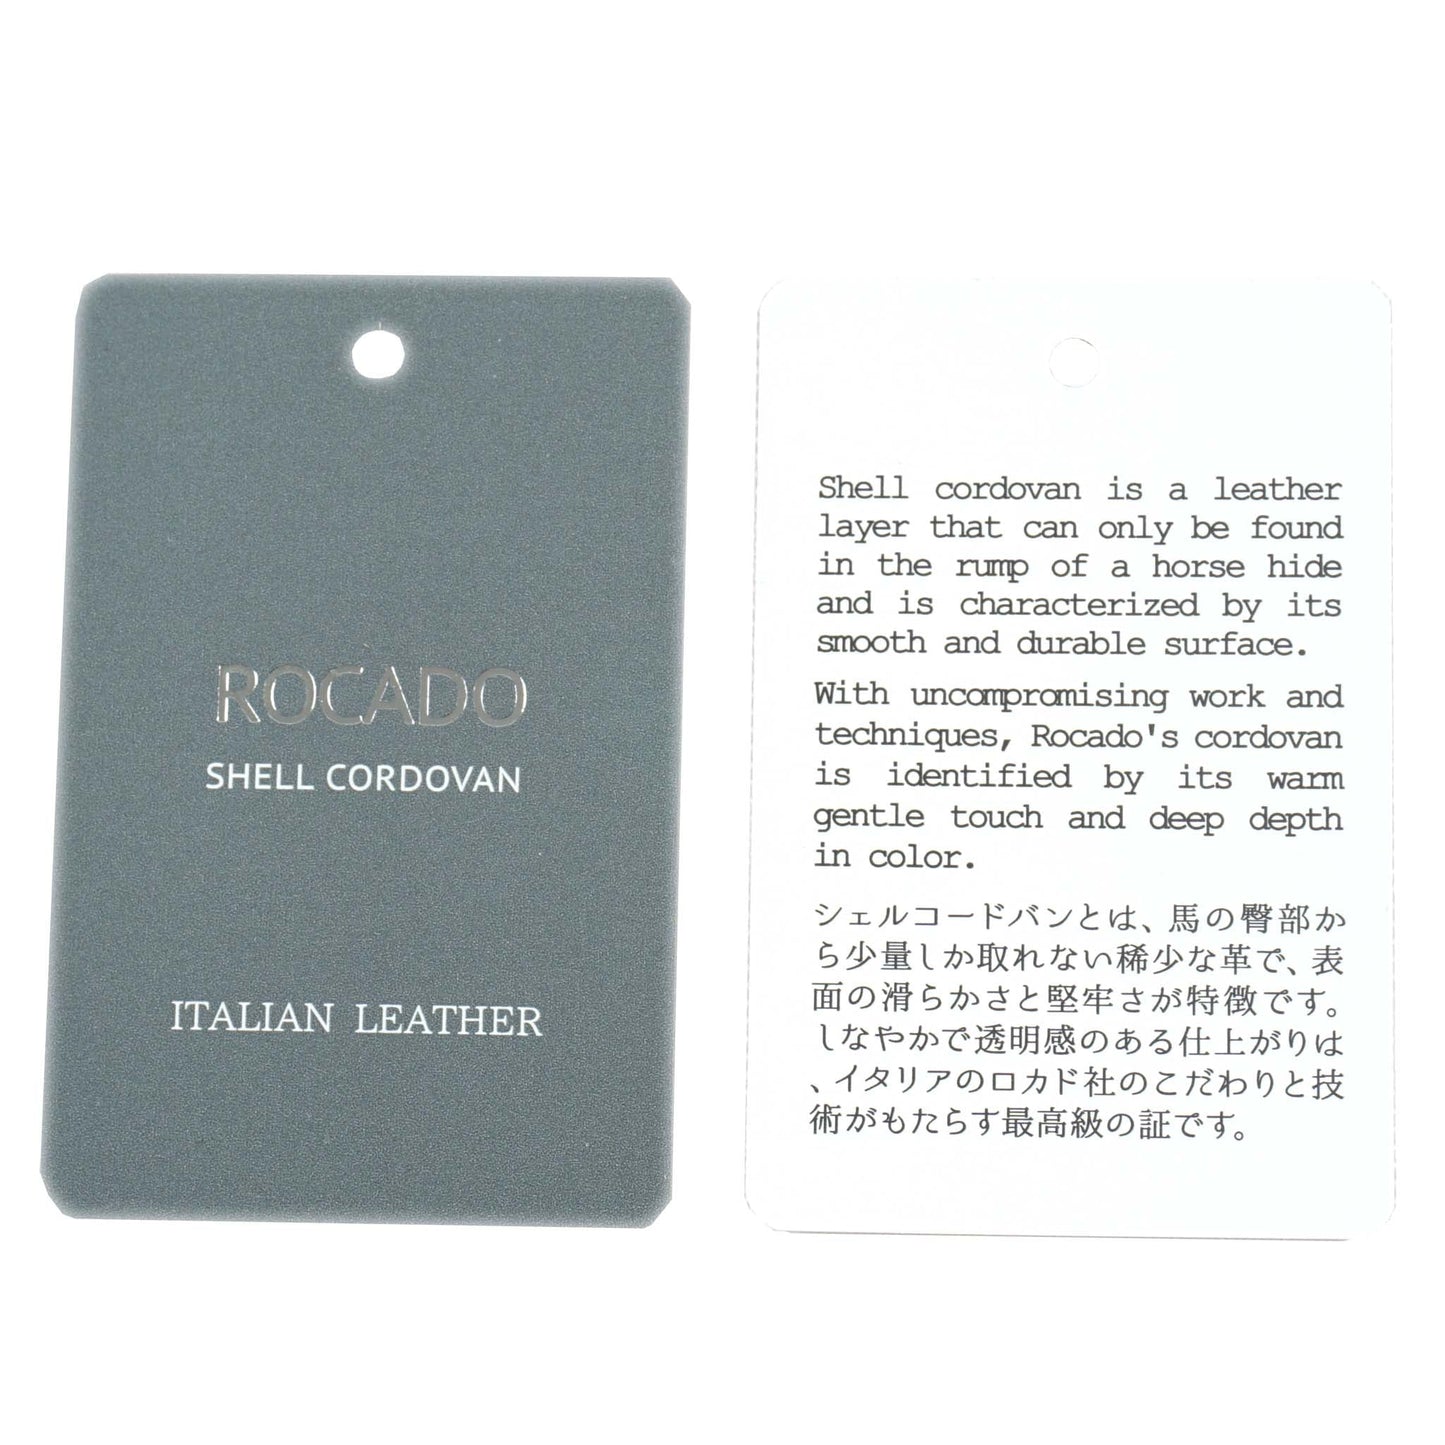 ROCADO
SHELL CORDOVAN
ITALIAN LEATHER
Shell cordovan is a leather
layer that can only be found
in the rump of a horse hide
and is characterized by its
smooth and durable surface.
With uncompromising work and
techniques, Rocado's cordovan
is identified by its warm
gentle touch and deep depth
in color.
シェルコードバンとは、馬の臀部か
ら少量しか取れない稀少な革で、表
面の滑らかさと堅牢さが特徴です。
しなやかで透明感のある仕上がりは
、イタリアのロカド社のこだわりと技
術がもたらす最高級の証です。